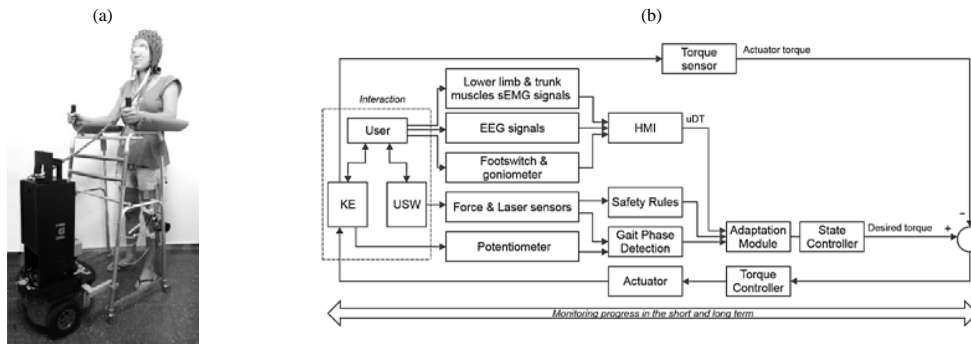 (a)
(b)
Torque
sensor
Actuator torque
Interaction
Lower limb & trunk
muscles sEMG signals
User
EEG signals
HMI
uDT
Footswitch &
goniometer
KE
USW
Force & Laser sensors
Safety Rules
Potentiometer
Gait Phase
Detection
Adaptation
Module
State
Controller
Desired torque
+
−
Actuator
Torque
Controller
Monitoring progress in the short and long term
iai